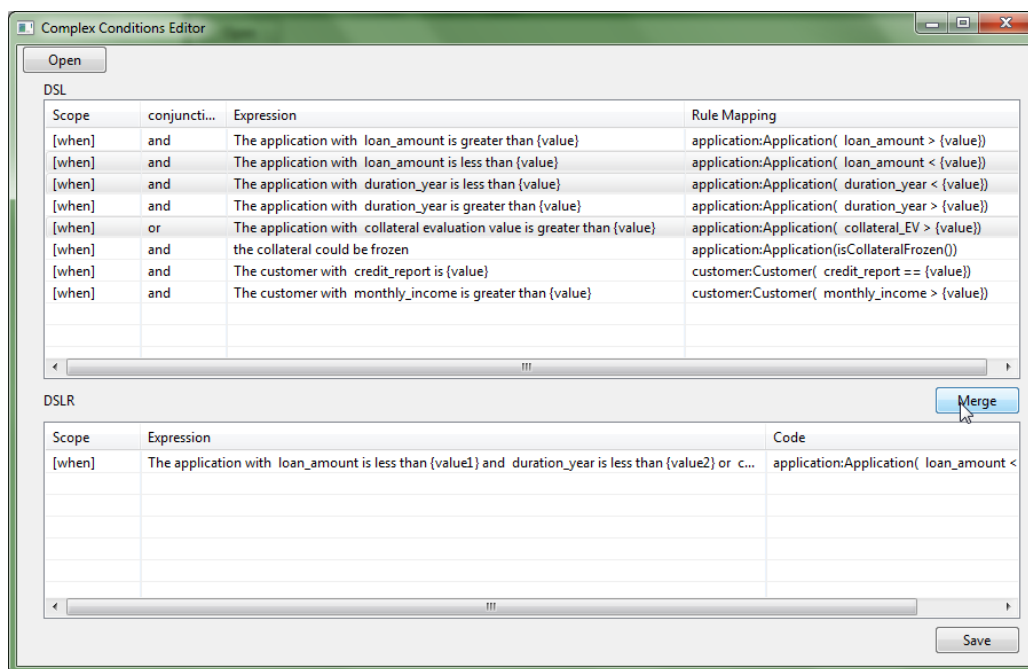 Complex Conditions Editor
Open
DSL
Scope conjuncti... Expression Rule Mapping
[when] and The application with loan_amount is greater than {value} application:Application( loan_amount > {value})
[when] and The application with loan_amount is less than {value} application:Application( loan_amount < {value})
[when] and The application with duration_year is less than {value} application:Application( duration_year < {value})
[when] and The application with duration_year is greater than {value} application:Application( duration_year > {value})
[when] or The application with collateral evaluation value is greater than {value} application:Application( collateral_EV > {value})
[when] and the collateral could be frozen application:Application(isCollateralFrozen())
[when] and The customer with credit_report is {value} customer:Customer( credit_report == {value})
[when] and The customer with monthly_income is greater than {value} customer:Customer( monthly_income > {value})
DSLR Merge
Scope Expression Code
[when] The application with loan_amount is less than {value1} and duration_year is less than {value2} or c... application:Application( loan_amount <
Save